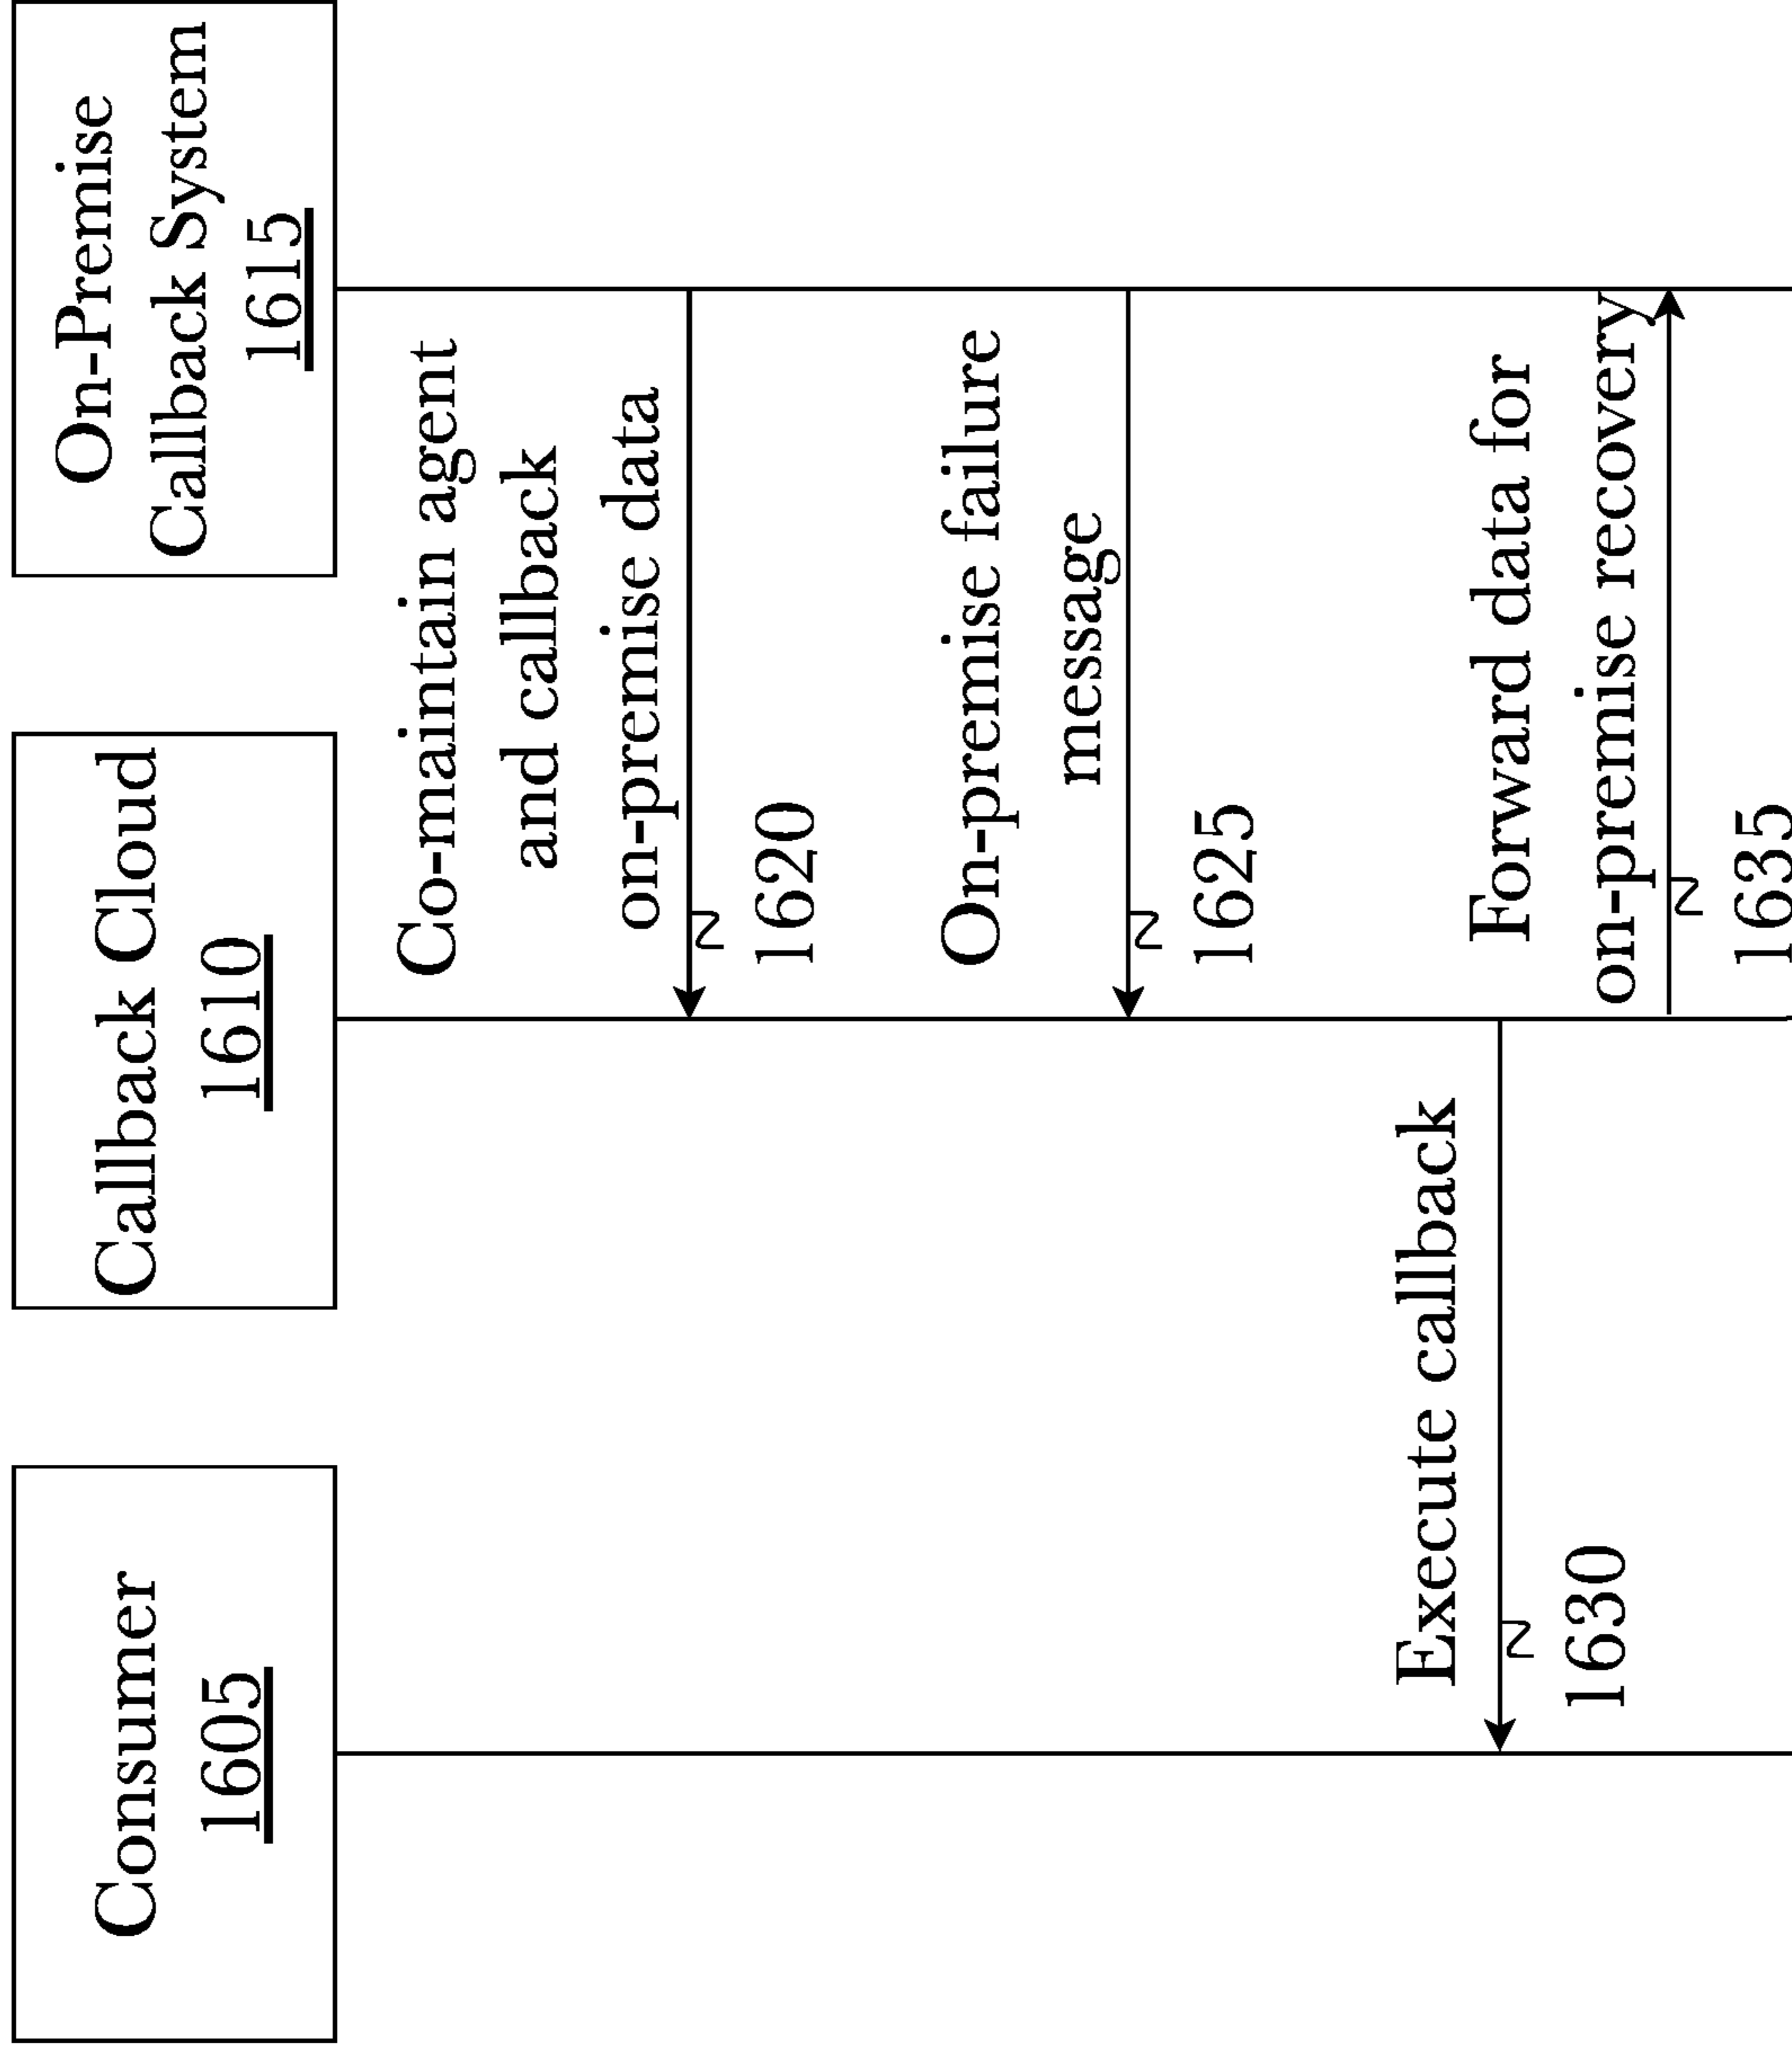 Consumer
1605
Callback Cloud
1610
On-Premise
Callback System
1615
Co-maintain agent
and callback
on-premise data
1620
On-premise failure
message
1625
Execute callback
1630
Forward data for
on-premise recovery
1635